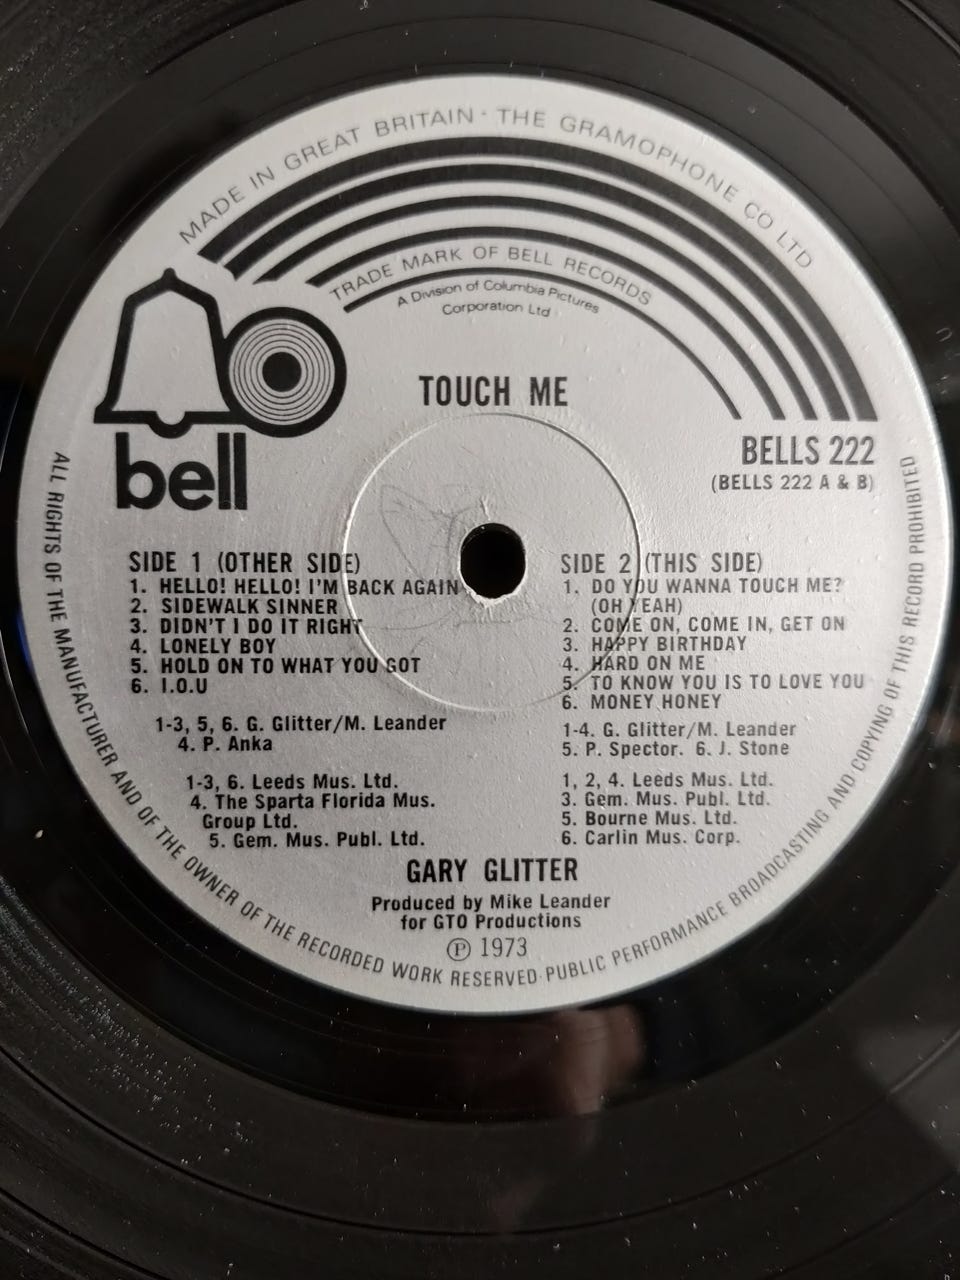 MADE IN GREAT BRITAIN · THE GRAMOPHONE CO LTD
TRADE MARK OF BELL RECORDS
A Division of Columbia Pictures
Corporation Ltd
bell
TOUCH ME
BELLS 222
(BELLS 222 A & B)
SIDE 1 (OTHER SIDE)
1. HELLO! HELLO! I'M BACK AGAIN
2. SIDEWALK SINNER
3. DIDN'T I DO IT RIGHT
4. LONELY BOY
5. HOLD ON TO WHAT YOU GOT
6. I.O.U
1-3, 5, 6. G. Glitter/M. Leander
4. P. Anka
1-3, 6. Leeds Mus. Ltd.
4. The Sparta Florida Mus.
Group Ltd.
5. Gem. Mus. Publ. Ltd.
SIDE 2 (THIS SIDE)
1. DO YOU WANNA TOUCH ME?
(OH YEAH)
2. COME ON, COME IN, GET ON
3. HAPPY BIRTHDAY
4. HARD ON ME
5. TO KNOW YOU IS TO LOVE YOU
6. MONEY HONEY
1-4. G. Glitter/M. Leander
5. P. Spector. 6. J. Stone
1, 2, 4. Leeds Mus. Ltd.
3. Gem. Mus. Publ. Ltd.
5. Bourne Mus. Ltd.
6. Carlin Mus. Corp.
GARY GLITTER
Produced by Mike Leander
for GTO Productions
℗ 1973
ALL RIGHTS OF THE MANUFACTURER AND OF THE OWNER OF THE RECORDED WORK RESERVED · PUBLIC PERFORMANCE BROADCASTING AND COPYING OF THIS RECORD PROHIBITED